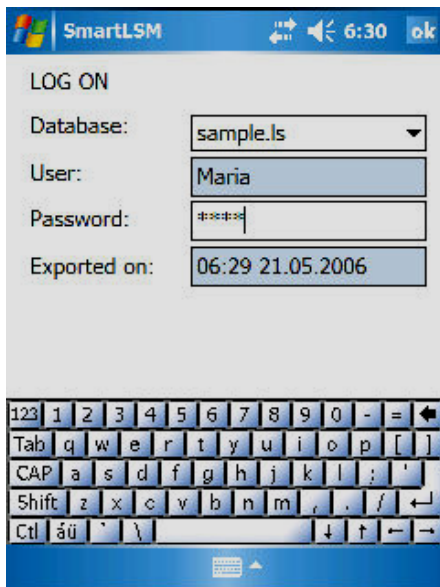 SmartLSM 6:30 ok
LOG ON
Database: sample.ls
User: Maria
Password: ****
Exported on: 06:29 21.05.2006
123 1 2 3 4 5 6 7 8 9 0 - =
Tab q w e r t y u i o p [ ]
CAP a s d f g h j k l ; '
Shift z x c v b n m , . /
Ctl áü ` \